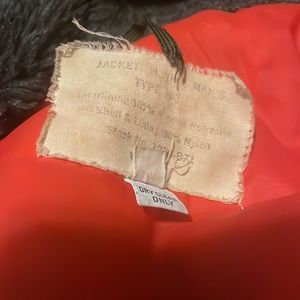 JACKET MAN'S
TYPE
Interlining 100% Polyester
Shell & Lining 100% Nylon
Stock No.
DRY CLEAN
ONLY